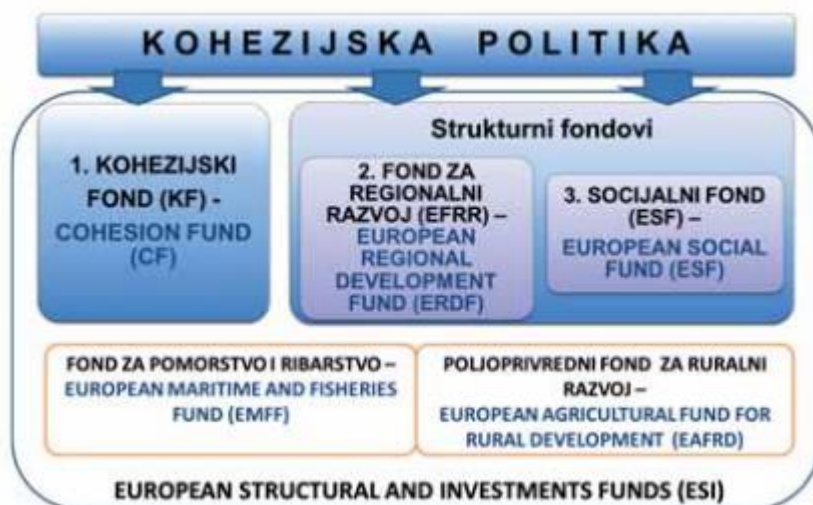 KOHEZIJSKA POLITIKA
1. KOHEZIJSKI
FOND (KF) -
COHESION FUND
(CF)
Strukturni fondovi
2. FOND ZA
REGIONALNI
RAZVOJ (EFRR) –
EUROPEAN
REGIONAL
DEVELOPMENT
FUND (ERDF)
3. SOCIJALNI FOND
(ESF) –
EUROPEAN SOCIAL
FUND (ESF)
FOND ZA POMORSTVO I RIBARSTVO –
EUROPEAN MARITIME AND FISHERIES
FUND (EMFF)
POLJOPRIVREDNI FOND ZA RURALNI
RAZVOJ –
EUROPEAN AGRICULTURAL FUND FOR
RURAL DEVELOPMENT (EAFRD)
EUROPEAN STRUCTURAL AND INVESTMENTS FUNDS (ESI)